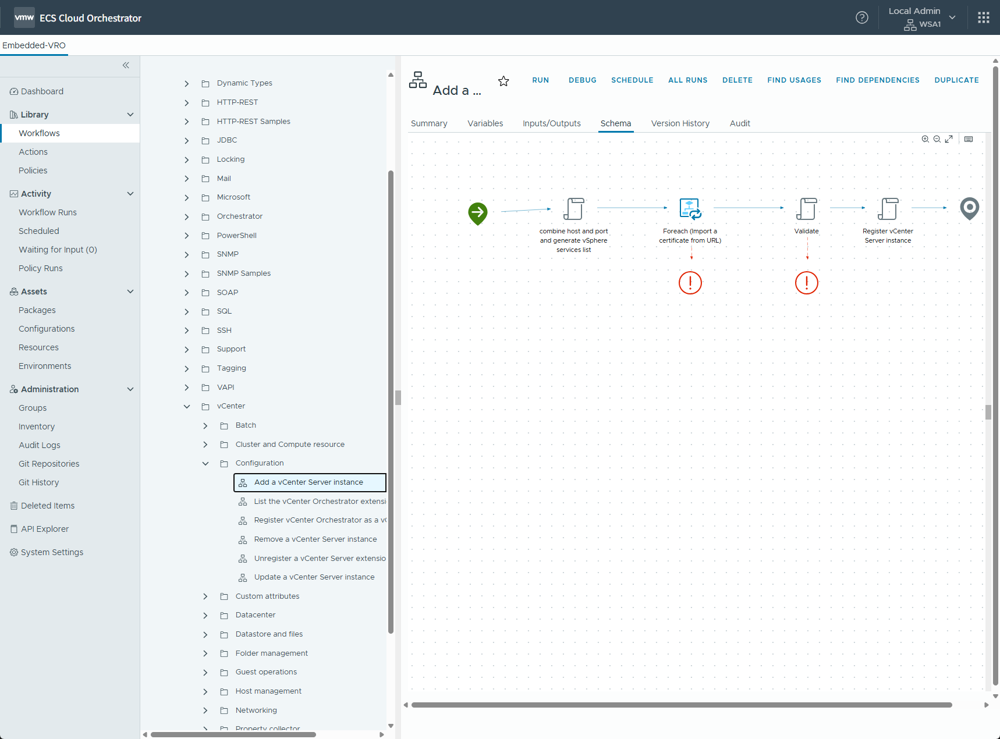 vmw ECS Cloud Orchestrator
Local Admin
WSA1
Embedded-VRO
Dashboard
Library
Workflows
Actions
Policies
Activity
Workflow Runs
Scheduled
Waiting for Input (0)
Policy Runs
Assets
Packages
Configurations
Resources
Environments
Administration
Groups
Inventory
Audit Logs
Git Repositories
Git History
Deleted Items
API Explorer
System Settings
Dynamic Types
HTTP-REST
HTTP-REST Samples
JDBC
Locking
Mail
Microsoft
Orchestrator
PowerShell
SNMP
SNMP Samples
SOAP
SQL
SSH
Support
Tagging
VAPI
vCenter
Batch
Cluster and Compute resource
Configuration
Add a vCenter Server instance
List the vCenter Orchestrator extensi
Register vCenter Orchestrator as a vC
Remove a vCenter Server instance
Unregister a vCenter Server extensio
Update a vCenter Server instance
Custom attributes
Datacenter
Datastore and files
Folder management
Guest operations
Host management
Networking
Property collector
Add a ...
RUN DEBUG SCHEDULE ALL RUNS DELETE FIND USAGES FIND DEPENDENCIES DUPLICATE
Summary Variables Inputs/Outputs Schema Version History Audit
combine host and port
and generate vSphere
services list
Foreach (Import a
certificate from URL)
Validate
Register vCenter
Server instance